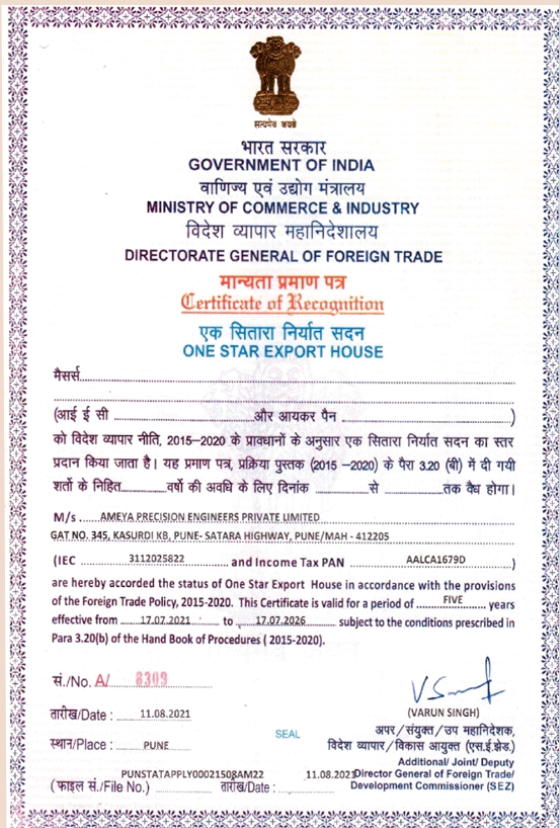 सत्यमेव जयते
भारत सरकार
GOVERNMENT OF INDIA
वाणिज्य एवं उद्योग मंत्रालय
MINISTRY OF COMMERCE & INDUSTRY
विदेश व्यापार महानिदेशालय
DIRECTORATE GENERAL OF FOREIGN TRADE
मान्यता प्रमाण पत्र
Certificate of Recognition
एक सितारा निर्यात सदन
ONE STAR EXPORT HOUSE
मैसर्स
(आई ई सी ............ और आयकर पैन ............)
को विदेश व्यापार नीति, 2015–2020 के प्रावधानों के अनुसार एक सितारा निर्यात सदन का स्तर
प्रदान किया जाता है। यह प्रमाण पत्र, प्रक्रिया पुस्तक (2015 –2020) के पैरा 3.20 (बी) में दी गयी
शर्तो के निहित............वर्षो की अवधि के लिए दिनांक ............से ............तक वैध होगा।
M/s ..... AMEYA PRECISION ENGINEERS PRIVATE LIMITED
GAT NO. 345, KASURDI KB, PUNE- SATARA HIGHWAY, PUNE/MAH - 412205
(IEC 3112025822 and Income Tax PAN AALCA1679D )
are hereby accorded the status of One Star Export House in accordance with the provisions
of the Foreign Trade Policy, 2015-2020. This Certificate is valid for a period of ....... FIVE ....... years
effective from ..... 17.07.2021 ..... to ..... 17.07.2026 ..... subject to the conditions prescribed in
Para 3.20(b) of the Hand Book of Procedures ( 2015-2020).
सं./No. A/ 8309
तारीख/Date : 11.08.2021
स्थान/Place : PUNE
SEAL
(VARUN SINGH)
अपर/संयुक्त/उप महानिदेशक,
विदेश व्यापार/विकास आयुक्त (एस.ई.झेड.)
Additional/ Joint/ Deputy
Director General of Foreign Trade/
Development Commissioner (SEZ)
PUNSTATAPPLY00021508AM22 11.08.2021
(फाइल सं./File No.) ............ तारीख/Date :